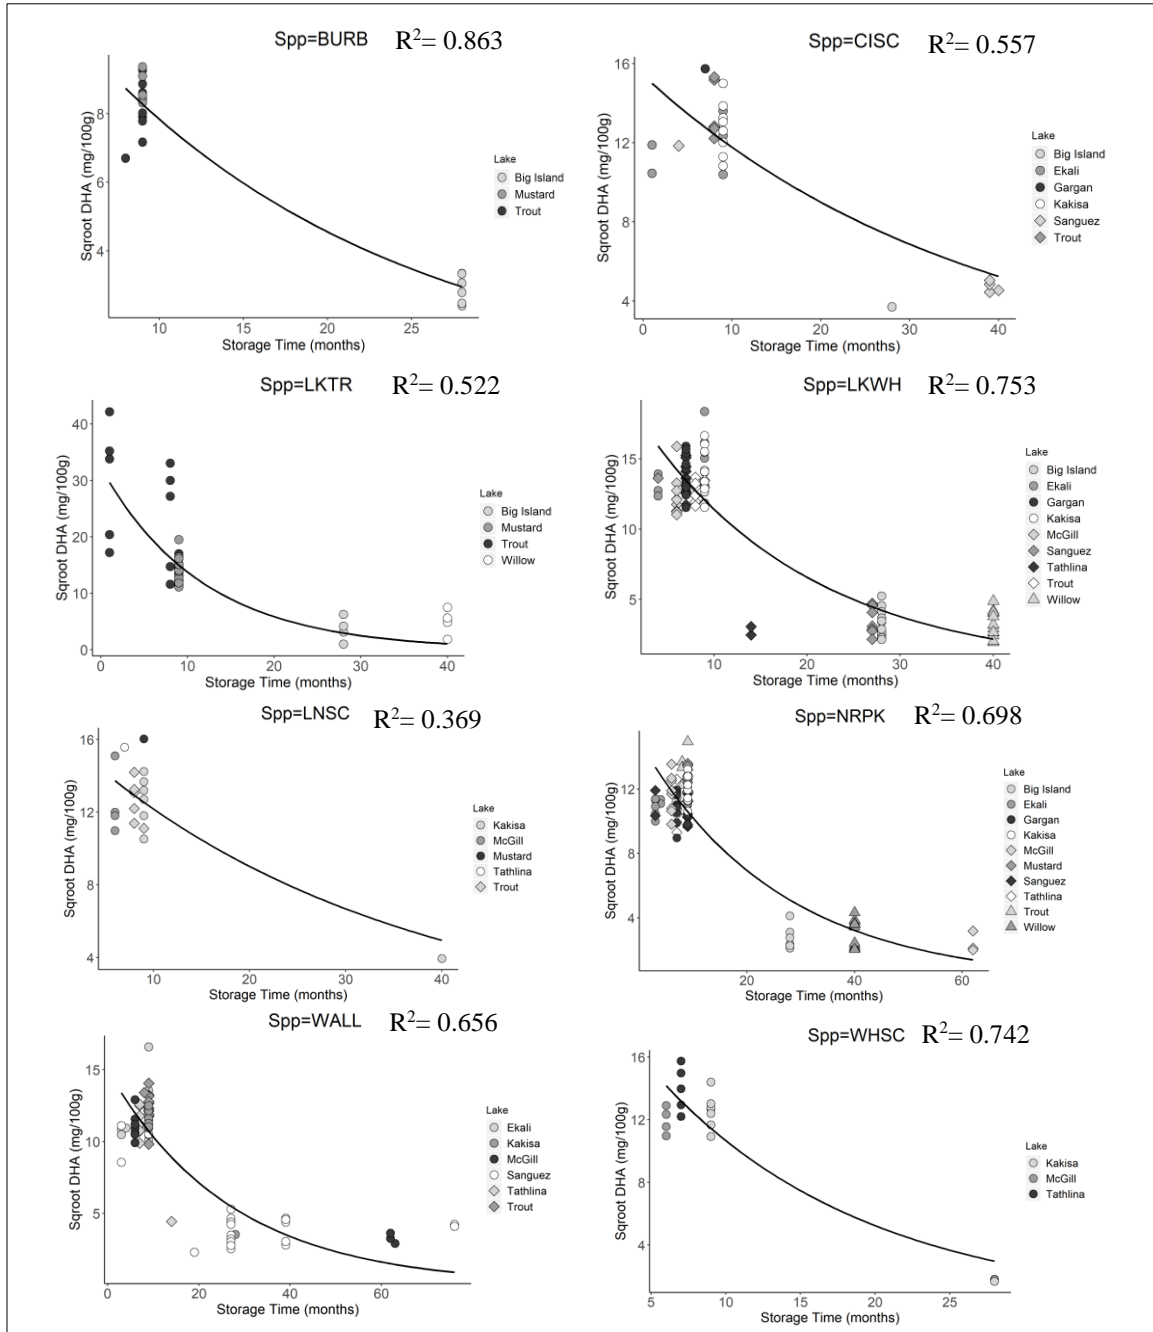 Spp=BURB R²= 0.863
8
6
4
10 15 20 25
Sqroot DHA (mg/100g)
Storage Time (months)
Lake
Big Island
Mustard
Trout
Spp=CISC R²= 0.557
16
12
8
4
0 10 20 30 40
Sqroot DHA (mg/100g)
Storage Time (months)
Lake
Big Island
Ekali
Gargan
Kakisa
Sanguez
Trout
Spp=LKTR R²= 0.522
40
30
20
10
0
0 10 20 30 40
Sqroot DHA (mg/100g)
Storage Time (months)
Lake
Big Island
Mustard
Trout
Willow
Spp=LKWH R²= 0.753
15
10
5
10 20 30 40
Sqroot DHA (mg/100g)
Storage Time (months)
Lake
Big Island
Ekali
Gargan
Kakisa
McGill
Sanguez
Tathlina
Trout
Willow
Spp=LNSC R²= 0.369
16
12
8
4
10 20 30 40
Sqroot DHA (mg/100g)
Storage Time (months)
Lake
Kakisa
McGill
Mustard
Tathlina
Trout
Spp=NRPK R²= 0.698
12
8
4
20 40 60
Sqroot DHA (mg/100g)
Storage Time (months)
Lake
Big Island
Ekali
Gargan
Kakisa
McGill
Mustard
Sanguez
Tathlina
Trout
Willow
Spp=WALL R²= 0.656
15
10
5
0 20 40 60
Sqroot DHA (mg/100g)
Storage Time (months)
Lake
Ekali
Kakisa
McGill
Sanguez
Tathlina
Trout
Spp=WHSC R²= 0.742
16
12
8
4
5 10 15 20 25
Sqroot DHA (mg/100g)
Storage Time (months)
Lake
Kakisa
McGill
Tathlina